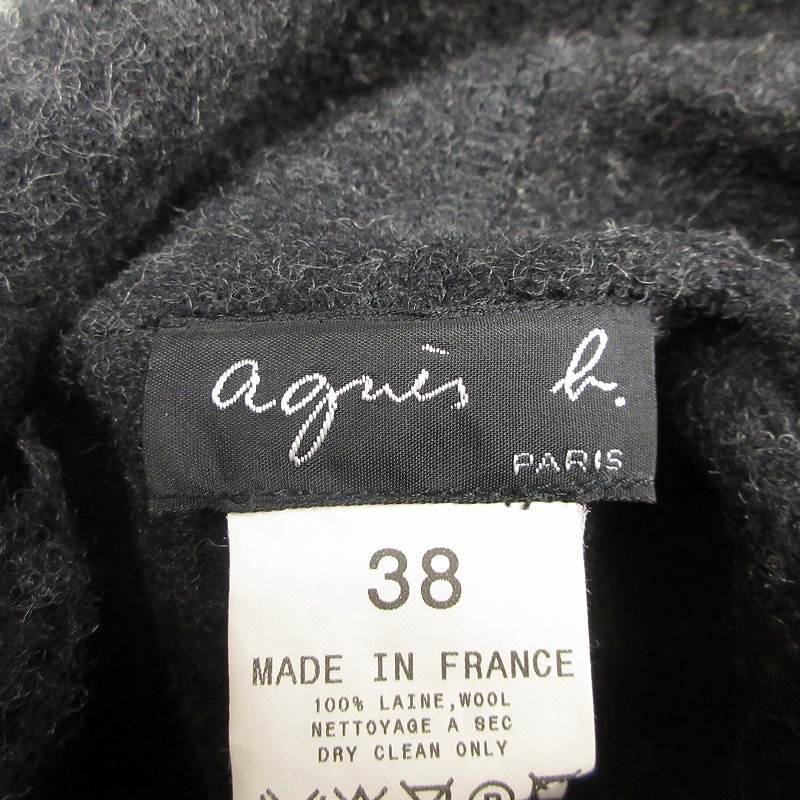 agnès b.
PARIS
38
MADE IN FRANCE
100% LAINE,WOOL
NETTOYAGE A SEC
DRY CLEAN ONLY